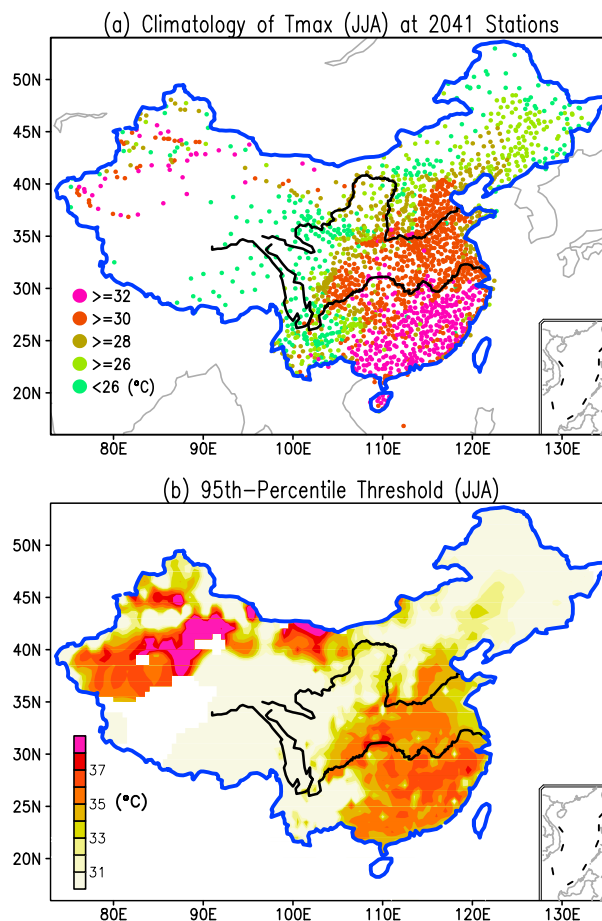 (a) Climatology of Tmax (JJA) at 2041 Stations
50N
45N
40N
35N
30N
25N
20N
>=32
>=30
>=28
>=26
<26 (°C)
80E 90E 100E 110E 120E 130E
(b) 95th-Percentile Threshold (JJA)
50N
45N
40N
35N
30N
25N
20N
37
35 (°C)
33
31
80E 90E 100E 110E 120E 130E